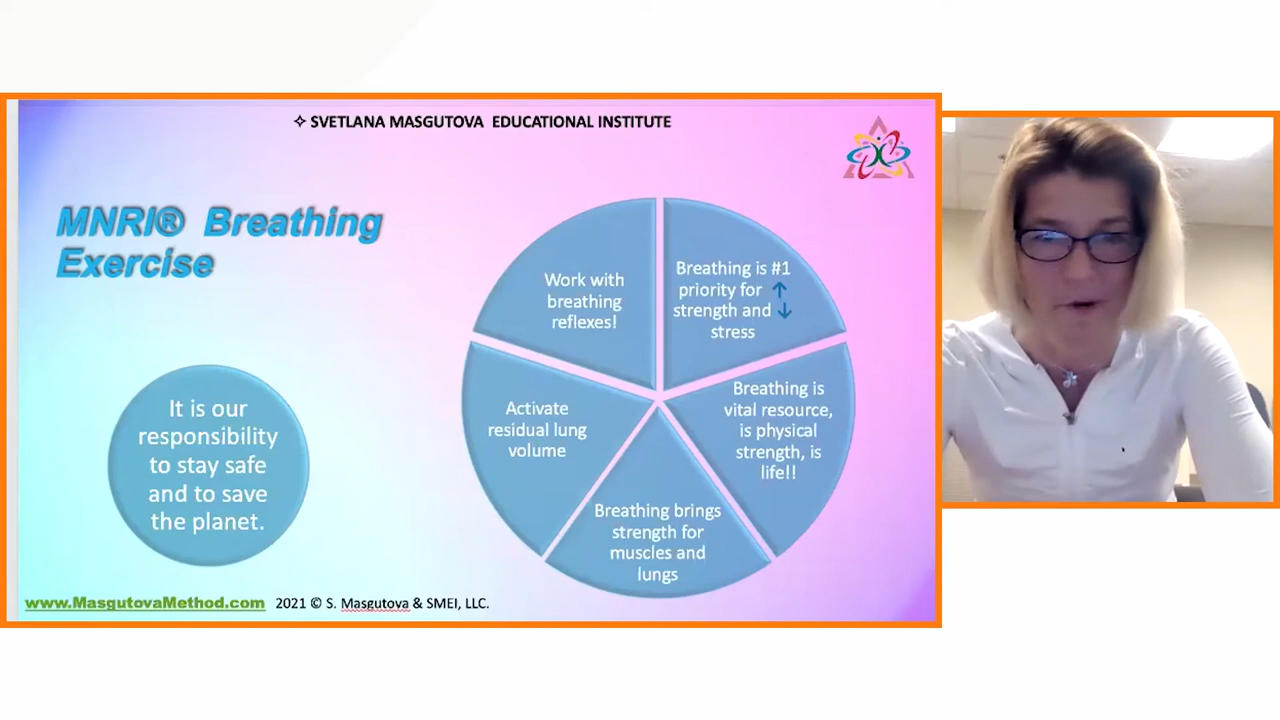 ✧ SVETLANA MASGUTOVA EDUCATIONAL INSTITUTE
MNRI® Breathing
Exercise
It is our
responsibility
to stay safe
and to save
the planet.
Work with
breathing
reflexes!
Breathing is #1
priority for ↑
strength and ↓
stress
Breathing is
vital resource,
is physical
strength, is
life!!
Breathing brings
strength for
muscles and
lungs
Activate
residual lung
volume
www.MasgutovaMethod.com 2021 © S. Masgutova & SMEI, LLC.